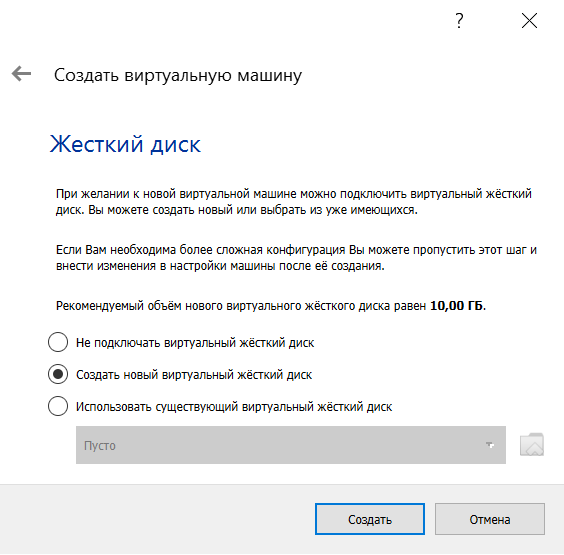 ?
Создать виртуальную машину
Жесткий диск
При желании к новой виртуальной машине можно подключить виртуальный жёсткий
диск. Вы можете создать новый или выбрать из уже имеющихся.
Если Вам необходима более сложная конфигурация Вы можете пропустить этот шаг и
внести изменения в настройки машины после её создания.
Рекомендуемый объём нового виртуального жёсткого диска равен 10,00 ГБ.
Не подключать виртуальный жёсткий диск
Создать новый виртуальный жёсткий диск
Использовать существующий виртуальный жёсткий диск
Пусто
Создать
Отмена